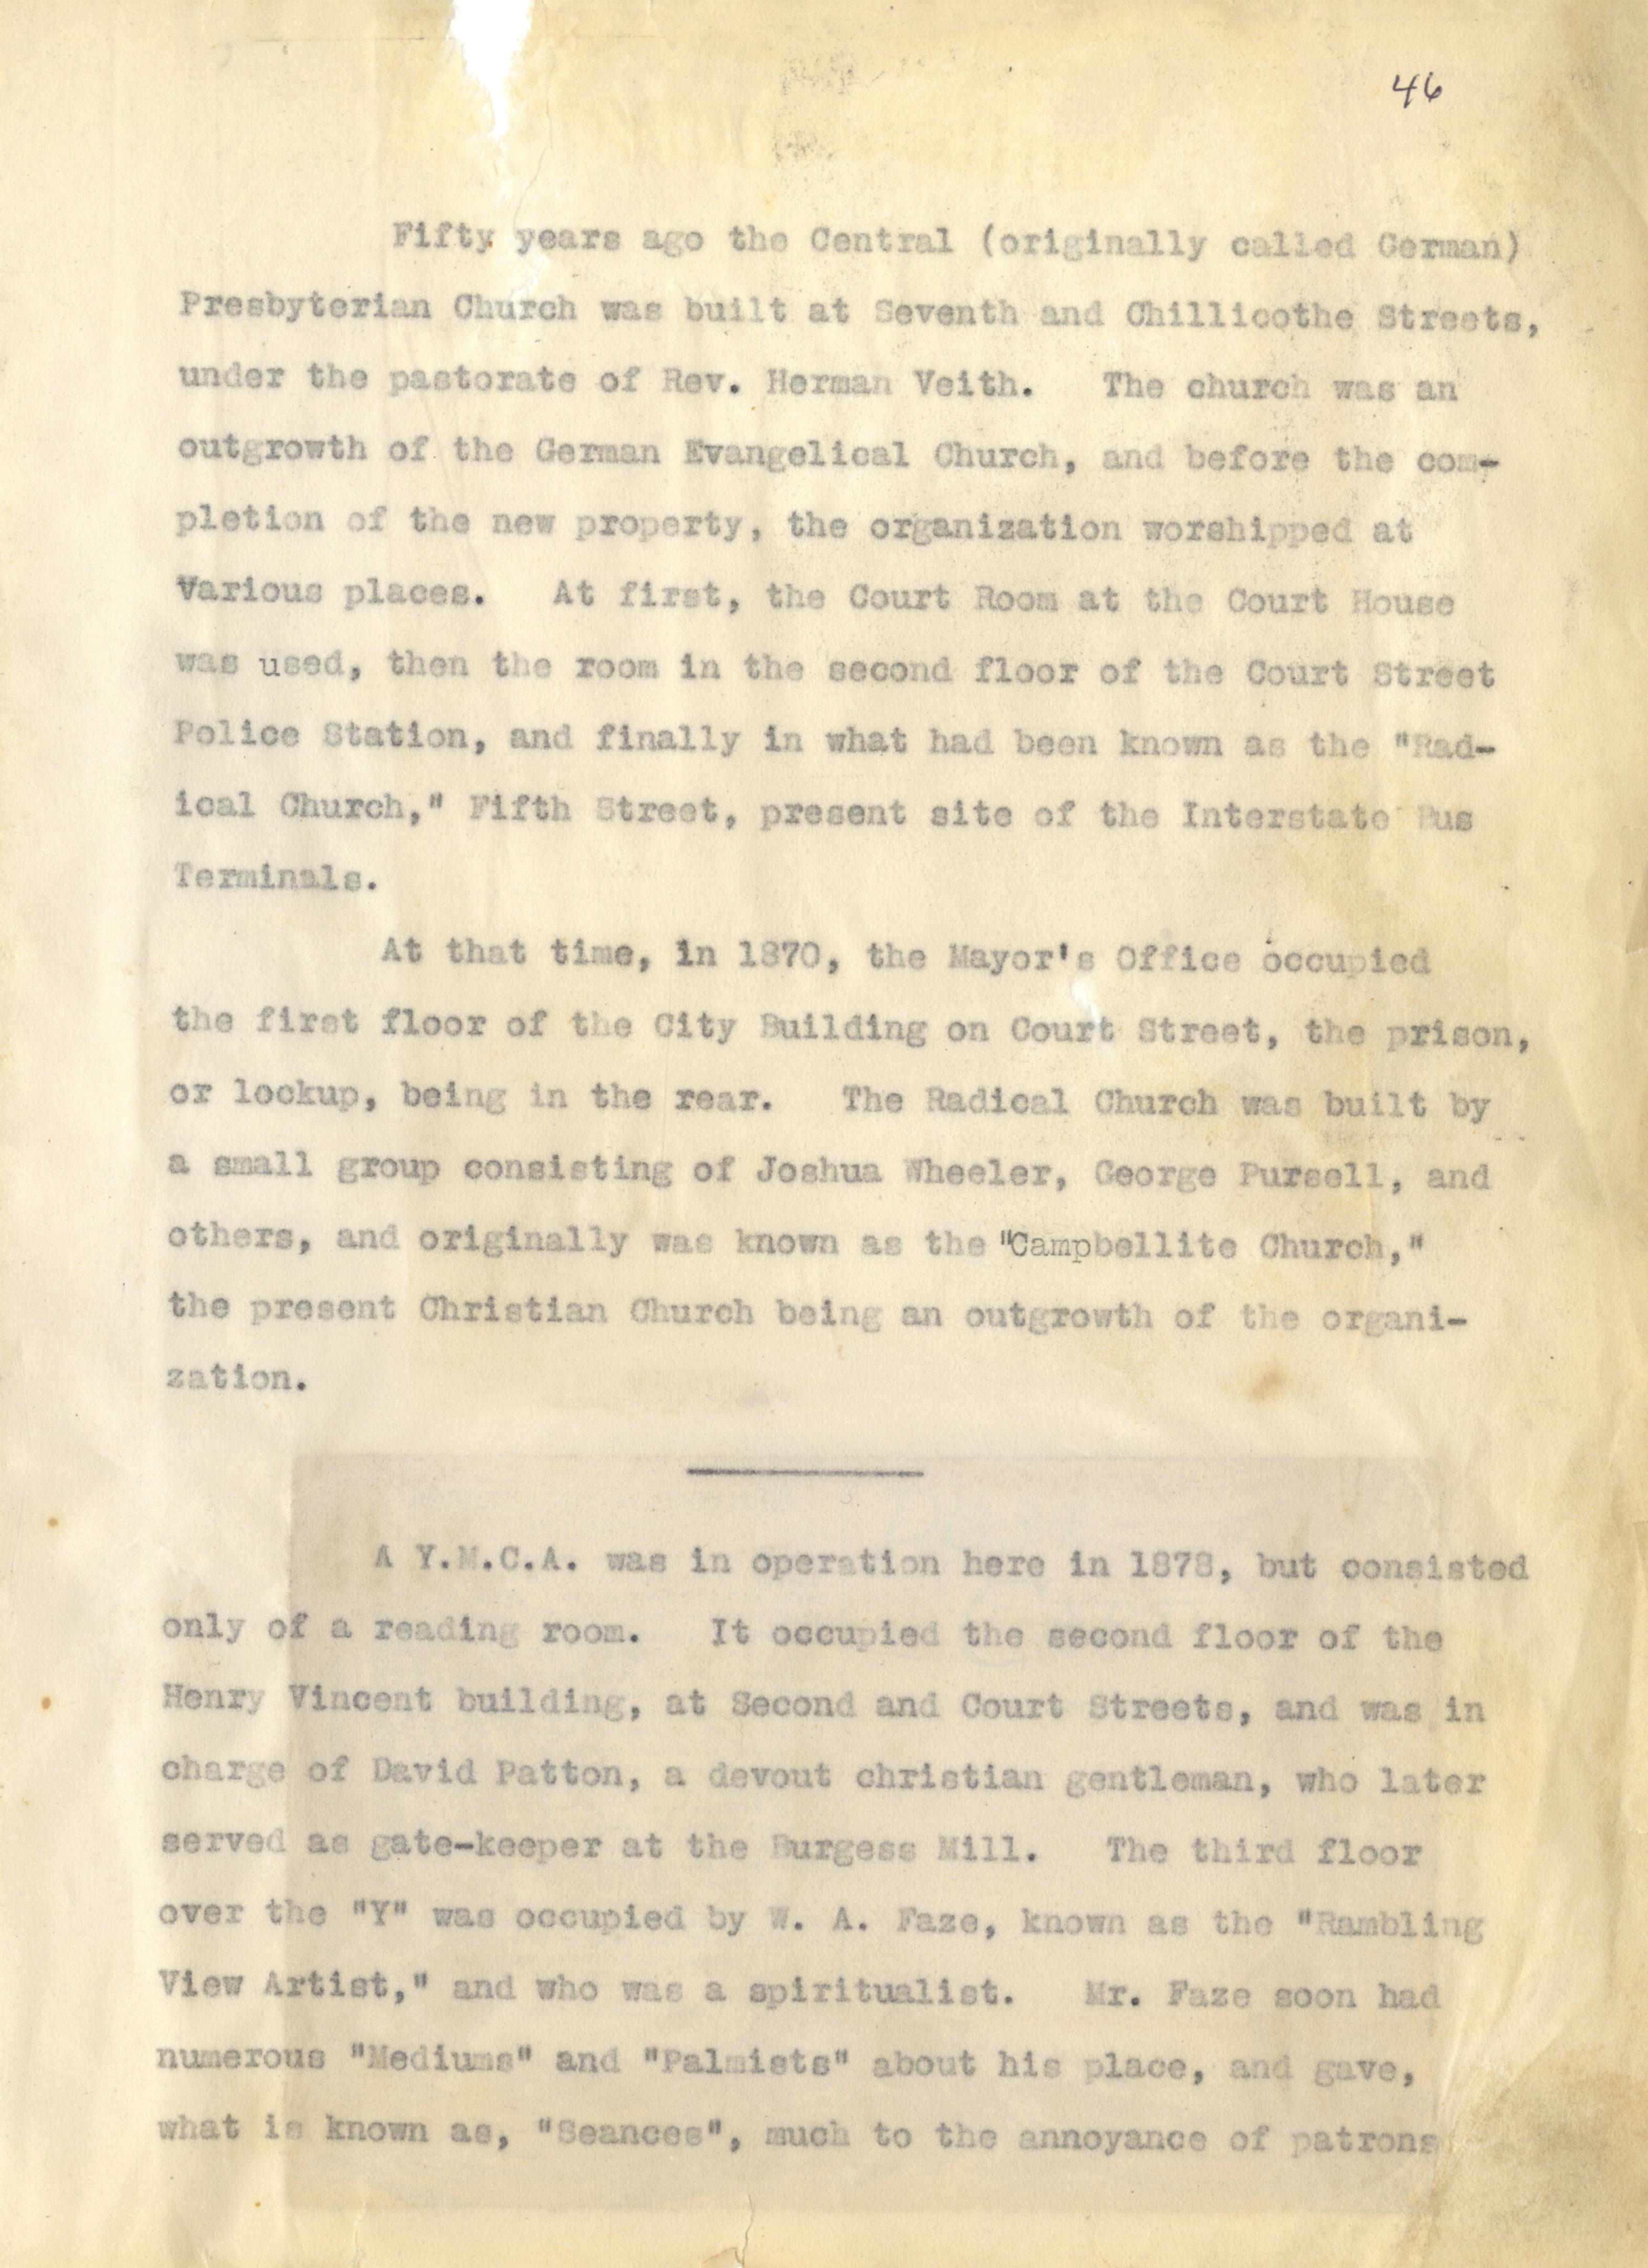 46
Fifty years ago the Central (originally called German)
Presbyterian Church was built at Seventh and Chillicothe Streets,
under the pastorate of Rev. Herman Veith. The church was an
outgrowth of the German Evangelical Church, and before the com-
pletion of the new property, the organization worshipped at
Various places. At first, the Court Room at the Court House
was used, then the room in the second floor of the Court Street
Police Station, and finally in what had been known as the "Rad-
ical Church," Fifth Street, present site of the Interstate Bus
Terminals.
At that time, in 1870, the Mayor's Office occupied
the first floor of the City Building on Court Street, the prison,
or lockup, being in the rear. The Radical Church was built by
a small group consisting of Joshua Wheeler, George Pursell, and
others, and originally was known as the "Campbellite Church,"
the present Christian Church being an outgrowth of the organi-
zation.
A Y.M.C.A. was in operation here in 1878, but consisted
only of a reading room. It occupied the second floor of the
Henry Vincent building, at Second and Court Streets, and was in
charge of David Patton, a devout christian gentleman, who later
served as gate-keeper at the Burgess Mill. The third floor
over the "Y" was occupied by W. A. Faze, known as the "Rambling
View Artist," and who was a spiritualist. Mr. Faze soon had
numerous "Mediums" and "Palmists" about his place, and gave,
what is known as, "Seances", much to the annoyance of patrons